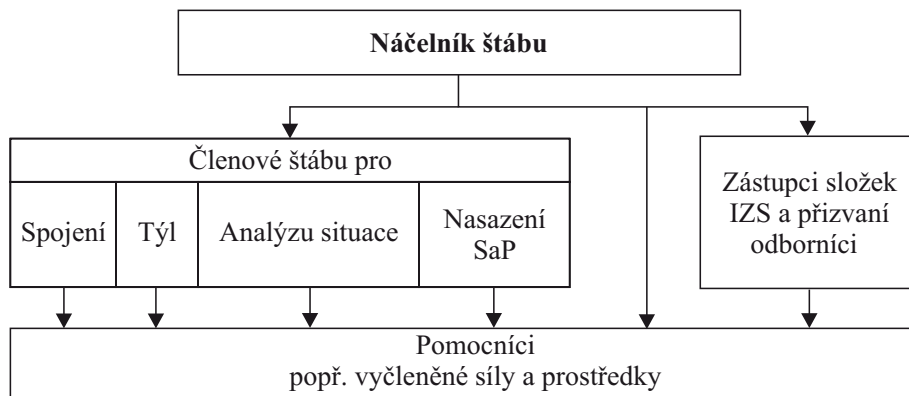 Náčelník štábu
Členové štábu pro
Spojení
Týl
Analýzu situace
Nasazení
SaP
Zástupci složek
IZS a přizvaní
odborníci
Pomocníci
popř. vyčleněné síly a prostředky